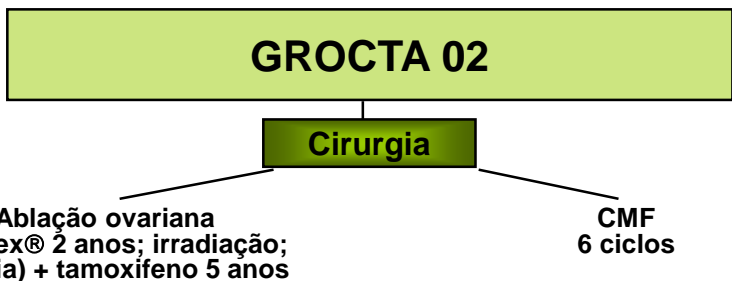 GROCTA 02
Cirurgia
Ablação ovariana
ex® 2 anos; irradiação;
ia) + tamoxifeno 5 anos
CMF
6 ciclos